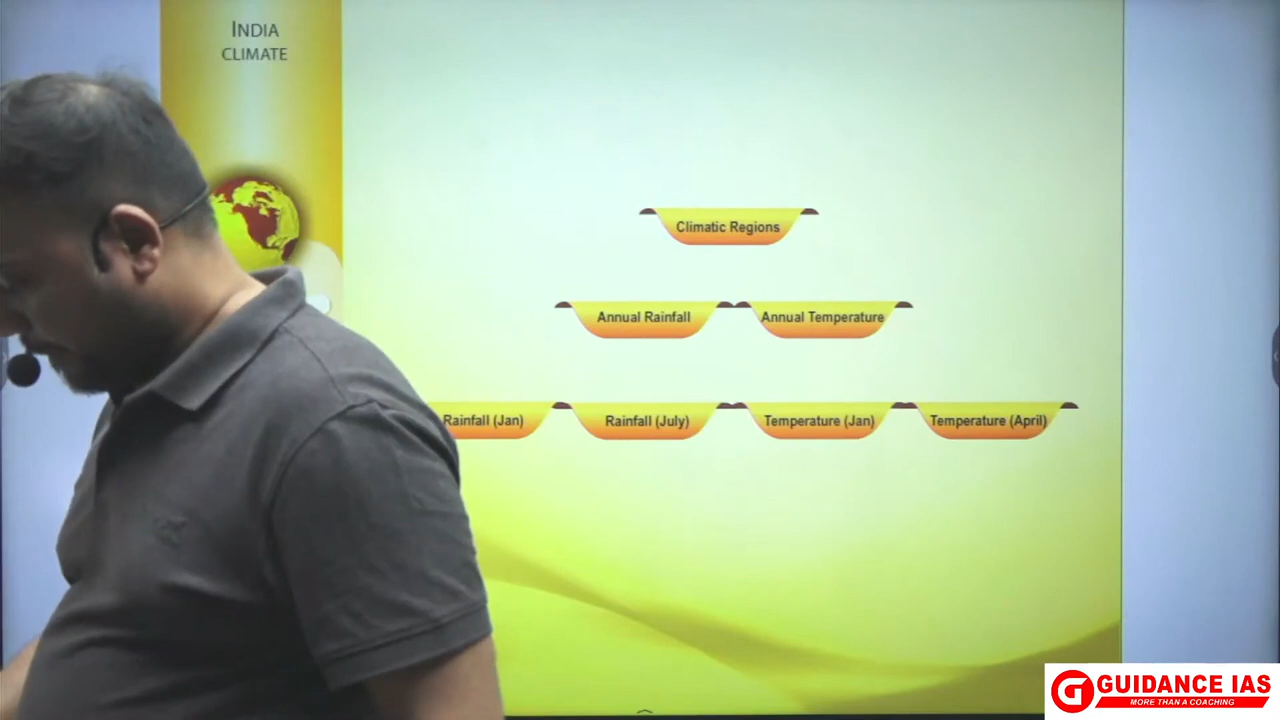 INDIA
CLIMATE
Climatic Regions
Annual Rainfall
Annual Temperature
Rainfall (Jan)
Rainfall (July)
Temperature (Jan)
Temperature (April)
G GUIDANCE IAS
MORE THAN A COACHING